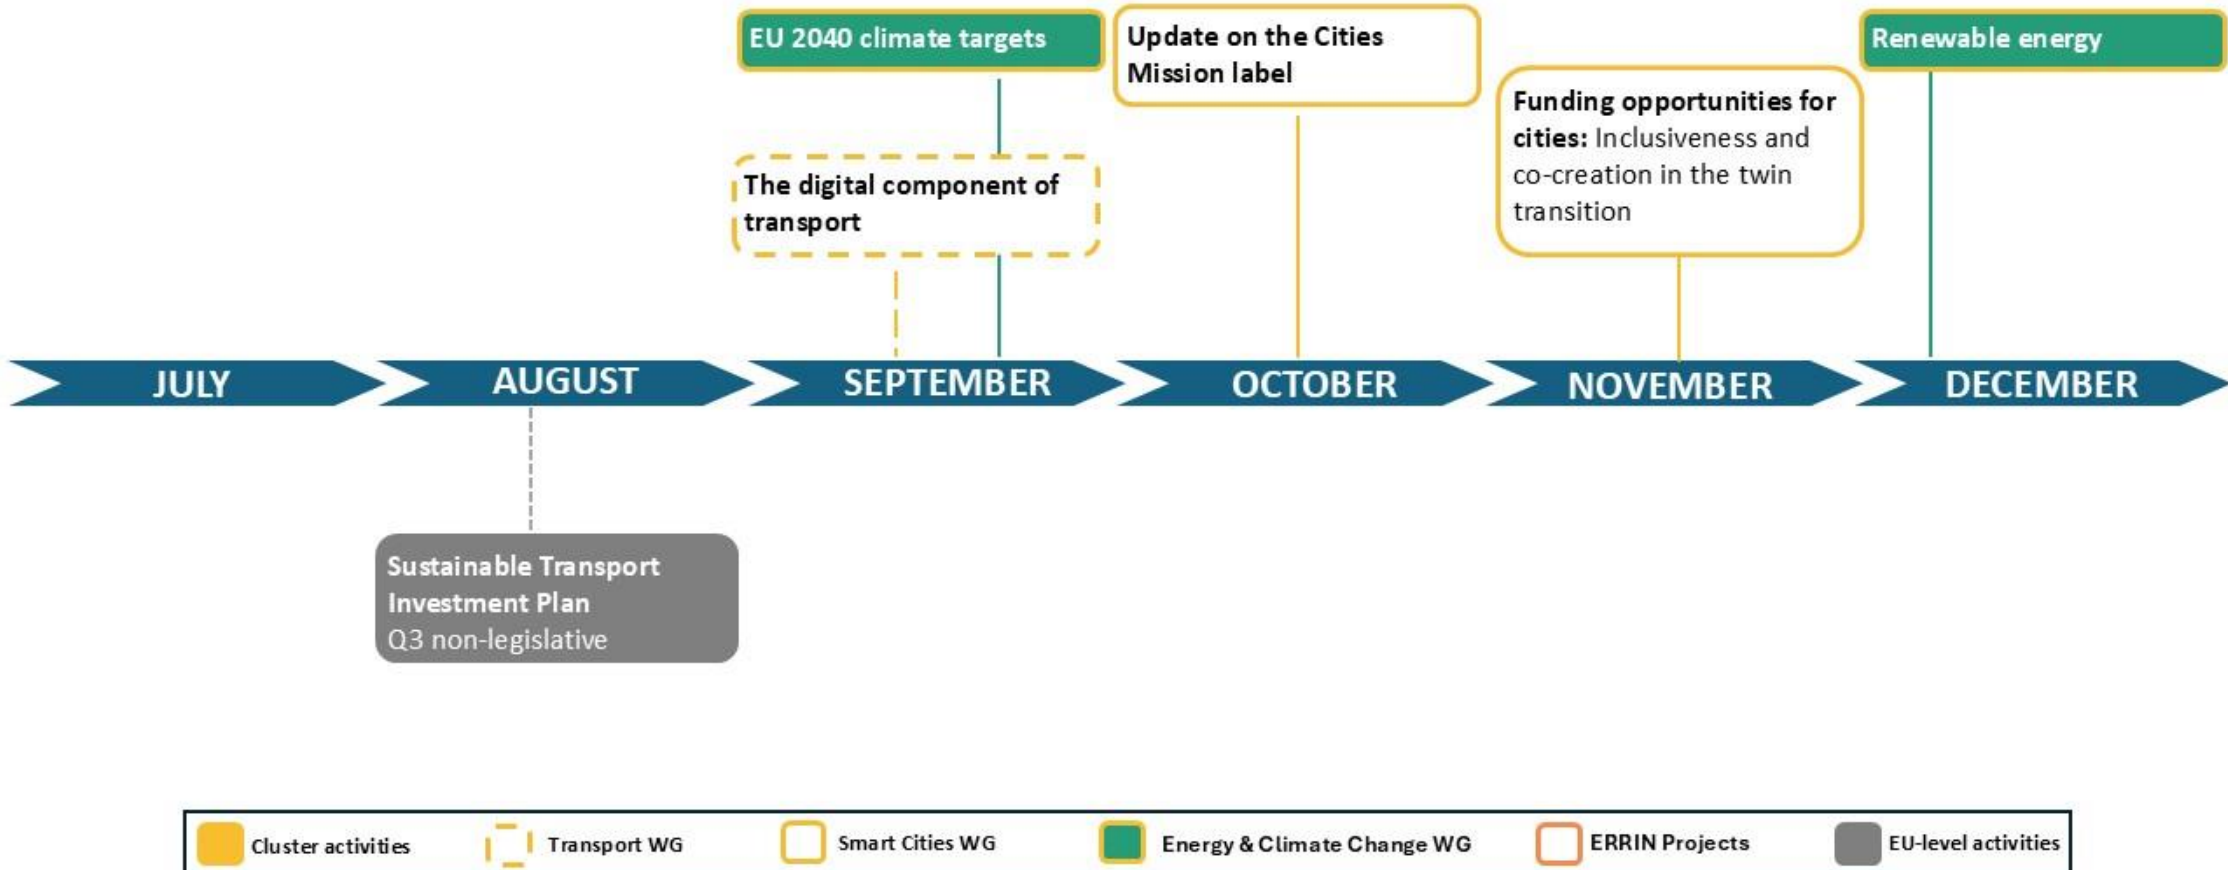 EU 2040 climate targets
Update on the Cities
Mission label
Renewable energy
Funding opportunities for
cities: Inclusiveness and
co-creation in the twin
transition
The digital component of
transport
JULY
AUGUST
SEPTEMBER
OCTOBER
NOVEMBER
DECEMBER
Sustainable Transport
Investment Plan
Q3 non-legislative
Cluster activities
Transport WG
Smart Cities WG
Energy & Climate Change WG
ERRIN Projects
EU-level activities